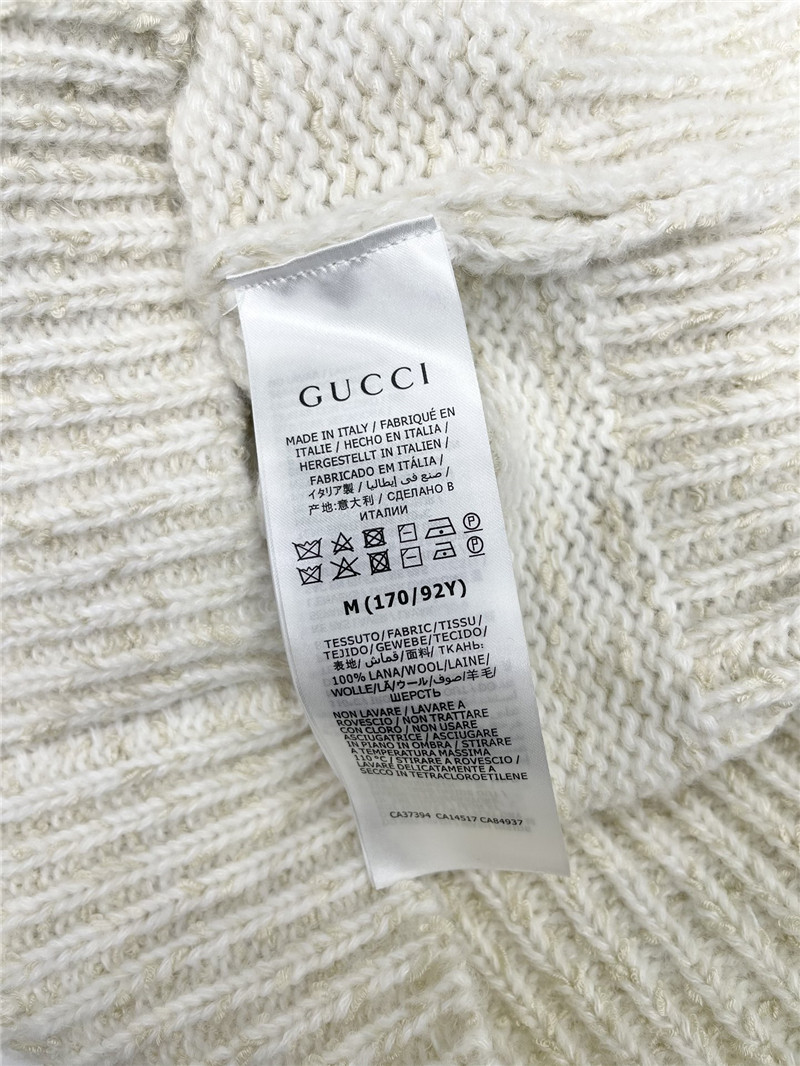 GUCCI
MADE IN ITALY / FABRIQUÉ EN
ITALIE / HECHO EN ITALIA /
HERGESTELLT IN ITALIEN /
FABRICADO EM ITÁLIA /
イタリア製 / صنع في إيطاليا /
产地:意大利 / СДЕЛАНО В
ИТАЛИИ
P
P
M (170/92Y)
TESSUTO/FABRIC/TISSU/
TEJIDO/GEWEBE/TECIDO/
表地/قماش/面料/ ТКАНЬ:
100% LANA/WOOL/LAINE/
WOLLE/LÃ/ウール/صوف/羊毛/
ШЕРСТЬ
NON LAVARE / LAVARE A
ROVESCIO / NON TRATTARE
CON CLORO / NON USARE
ASCIUGATRICE / ASCIUGARE
IN PIANO IN OMBRA / STIRARE
A TEMPERATURA MASSIMA
110 °C / STIRARE A ROVESCIO /
LAVARE DELICATAMENTE A
SECCO IN TETRACLOROETILENE
CA37394 CA14517 CA84937